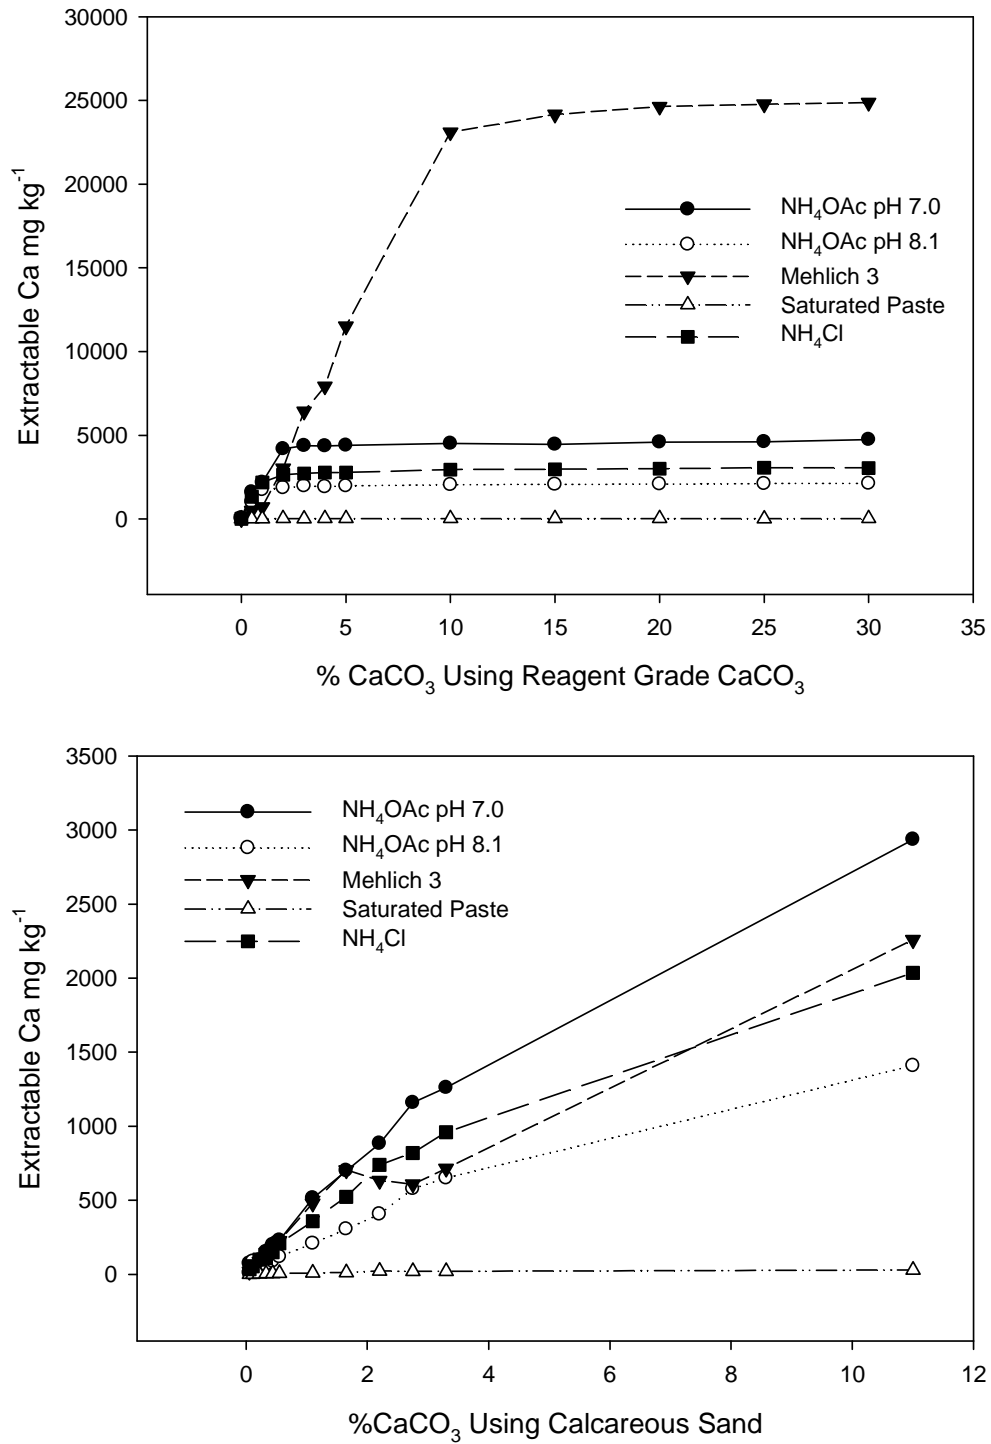 30000
25000
20000
15000
10000
5000
0
Extractable Ca mg kg⁻¹
NH₄OAc pH 7.0
NH₄OAc pH 8.1
Mehlich 3
Saturated Paste
NH₄Cl
0 5 10 15 20 25 30 35
% CaCO₃ Using Reagent Grade CaCO₃
3500
3000
2500
2000
1500
1000
500
0
Extractable Ca mg kg⁻¹
NH₄OAc pH 7.0
NH₄OAc pH 8.1
Mehlich 3
Saturated Paste
NH₄Cl
0 2 4 6 8 10 12
%CaCO₃ Using Calcareous Sand